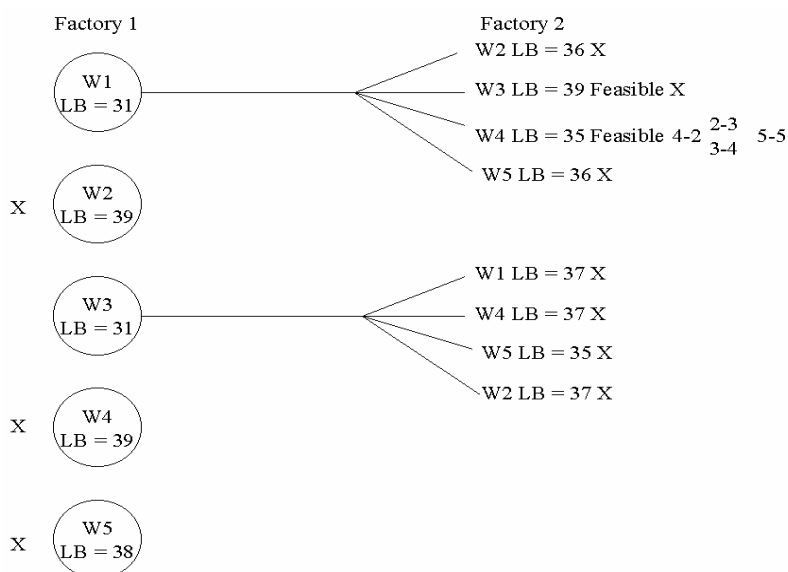 Factory 1
Factory 2
W1
LB = 31
W2 LB = 36 X
W3 LB = 39 Feasible X
W4 LB = 35 Feasible 4-2 2-3 5-5
3-4
W5 LB = 36 X
X
W2
LB = 39
W3
LB = 31
W1 LB = 37 X
W4 LB = 37 X
W5 LB = 35 X
W2 LB = 37 X
X
W4
LB = 39
X
W5
LB = 38